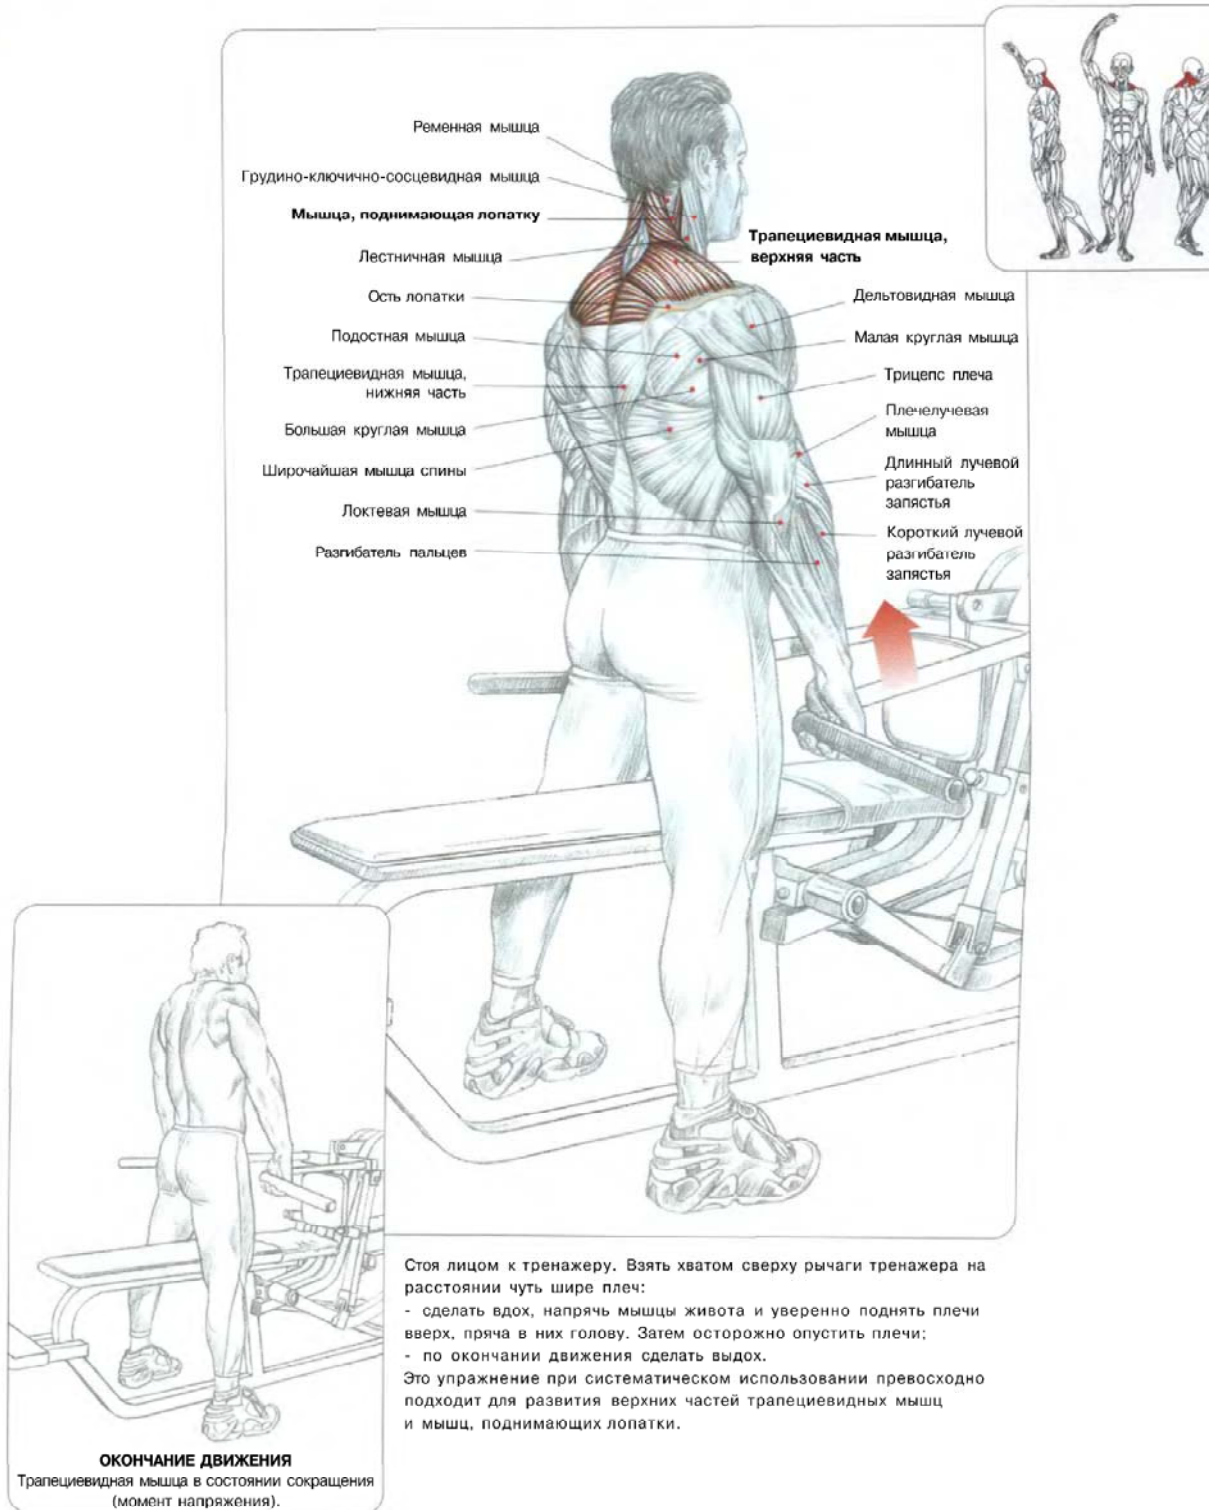 Ременная мышца
Грудино-ключично-сосцевидная мышца
Мышца, поднимающая лопатку
Лестничная мышца
Ость лопатки
Подостная мышца
Трапециевидная мышца,
нижняя часть
Большая круглая мышца
Широчайшая мышца спины
Локтевая мышца
Разгибатель пальцев
Трапециевидная мышца,
верхняя часть
Дельтовидная мышца
Малая круглая мышца
Трицепс плеча
Плечелучевая
мышца
Длинный лучевой
разгибатель
запястья
Короткий лучевой
разгибатель
запястья
Стоя лицом к тренажеру. Взять хватом сверху рычаги тренажера на
расстоянии чуть шире плеч:
- сделать вдох, напрячь мышцы живота и уверенно поднять плечи
вверх, пряча в них голову. Затем осторожно опустить плечи;
- по окончании движения сделать выдох.
Это упражнение при систематическом использовании превосходно
подходит для развития верхних частей трапециевидных мышц
и мышц, поднимающих лопатки.
ОКОНЧАНИЕ ДВИЖЕНИЯ
Трапециевидная мышца в состоянии сокращения
(момент напряжения).